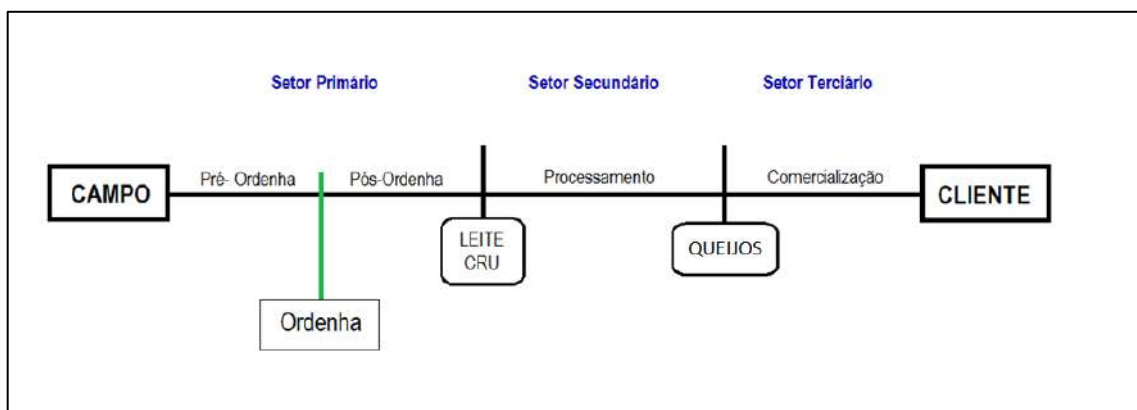 Setor Primário
Setor Secundário
Setor Terciário
CAMPO
Pré- Ordenha
Pós-Ordenha
Processamento
Comercialização
CLIENTE
LEITE
CRU
QUEIJOS
Ordenha